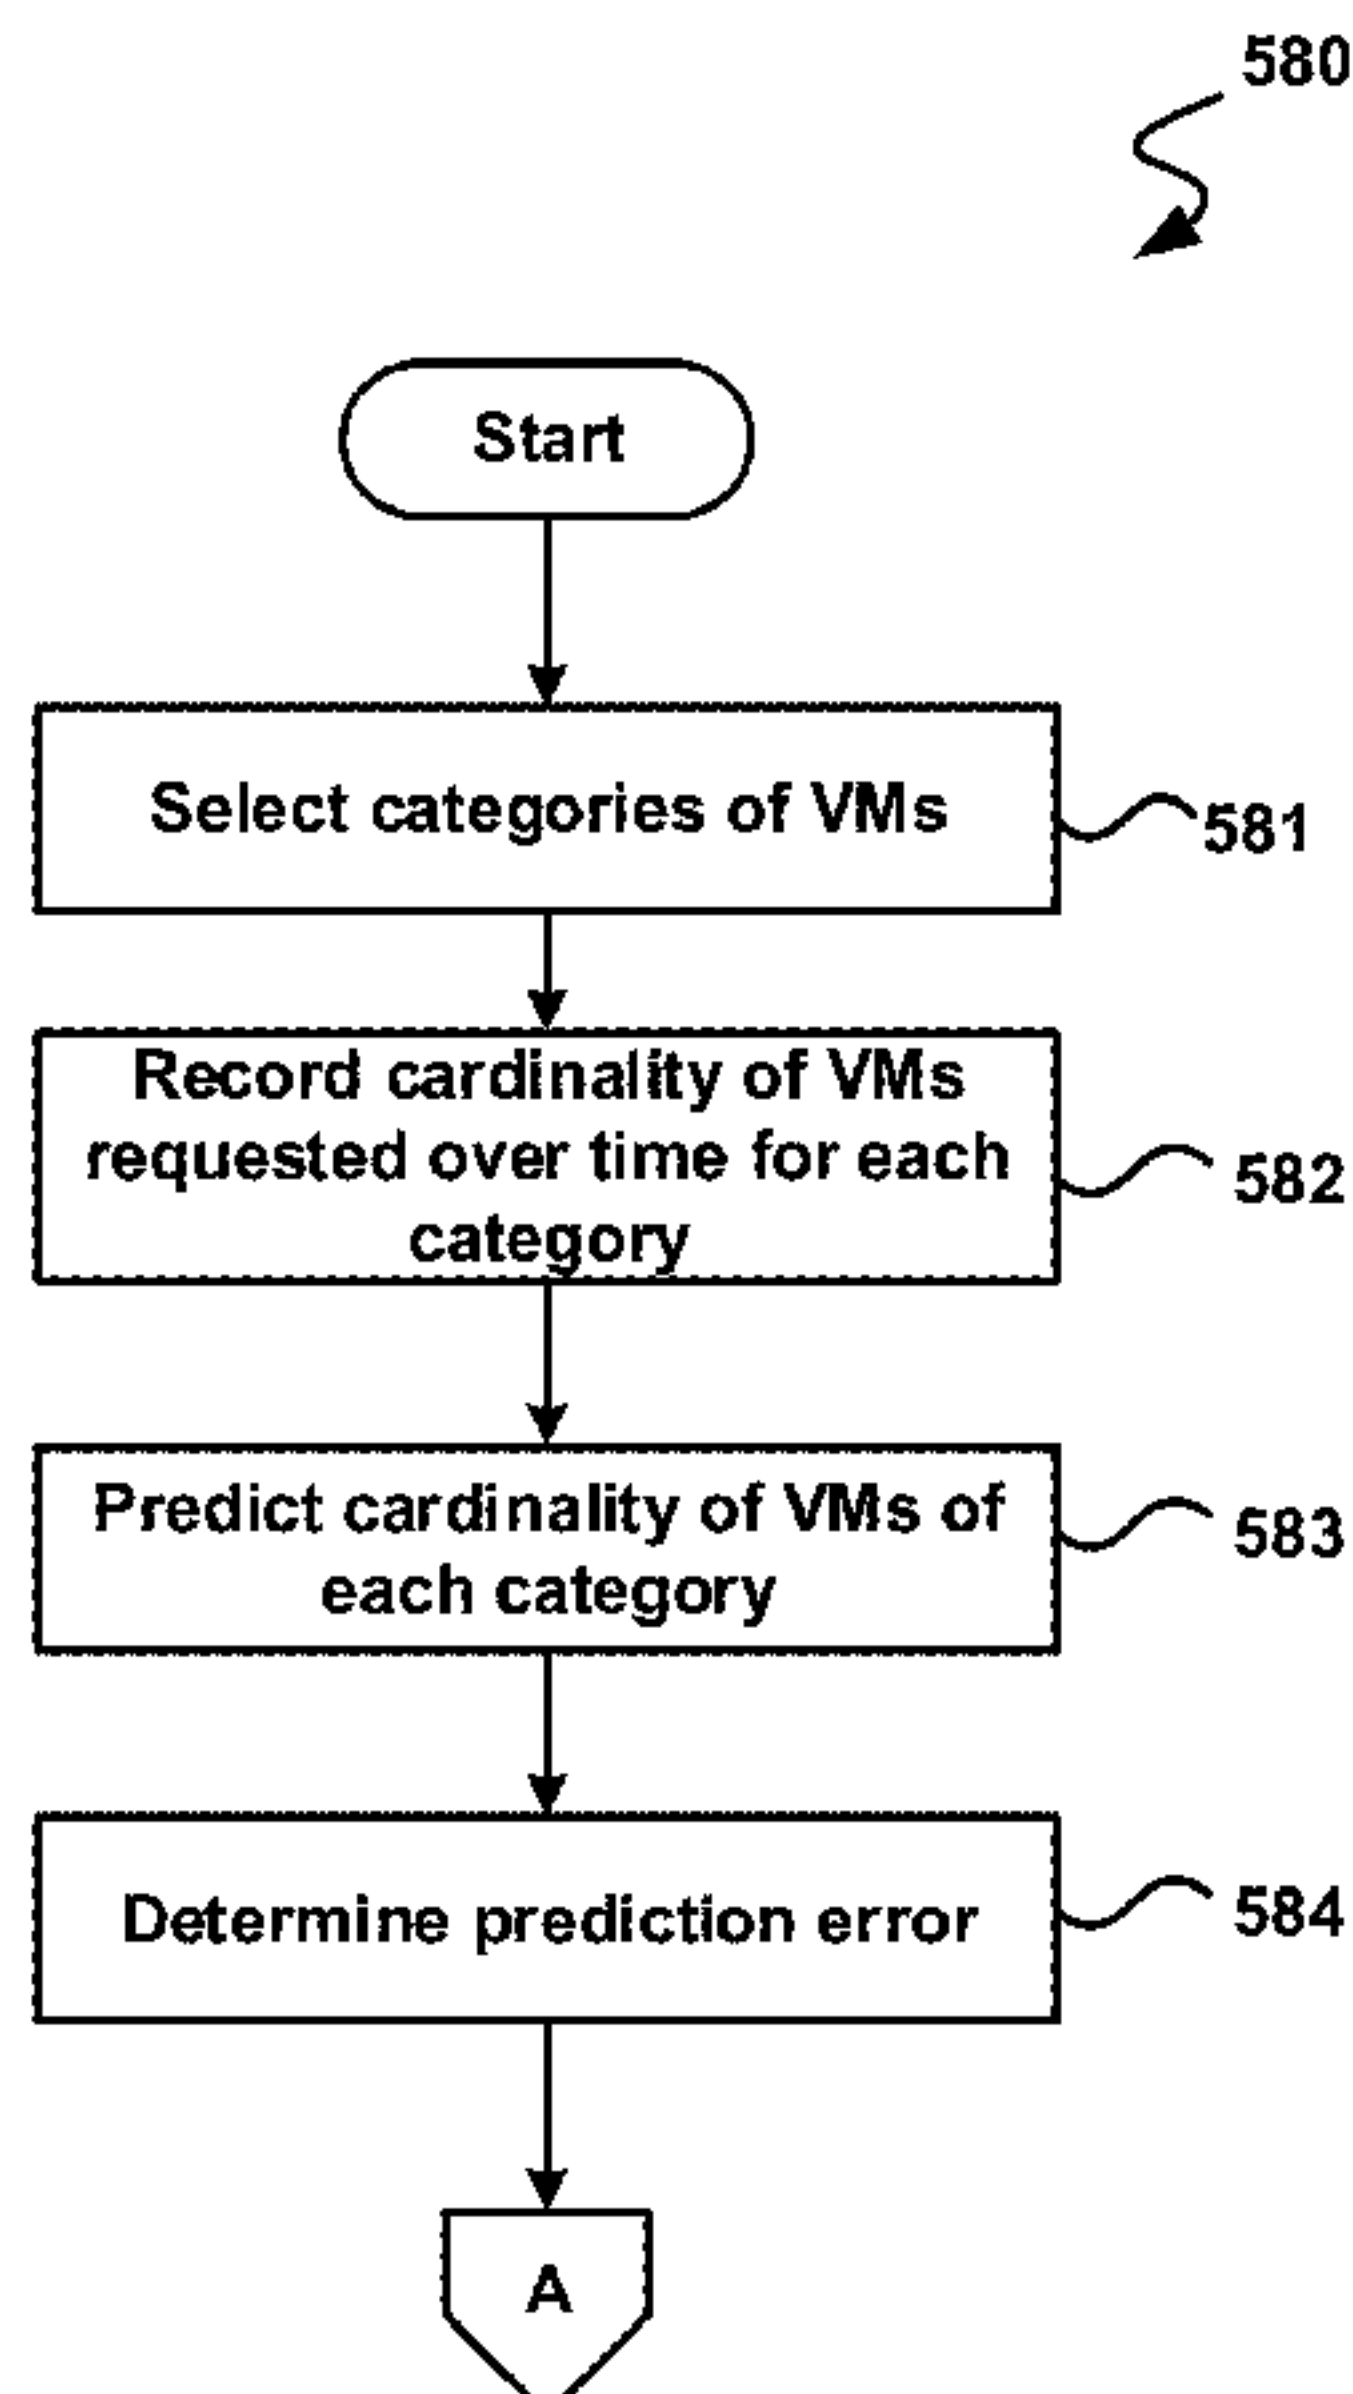 580
Start
Select categories of VMs
581
Record cardinality of VMs
requested over time for each
category
582
Predict cardinality of VMs of
each category
583
Determine prediction error
584
A